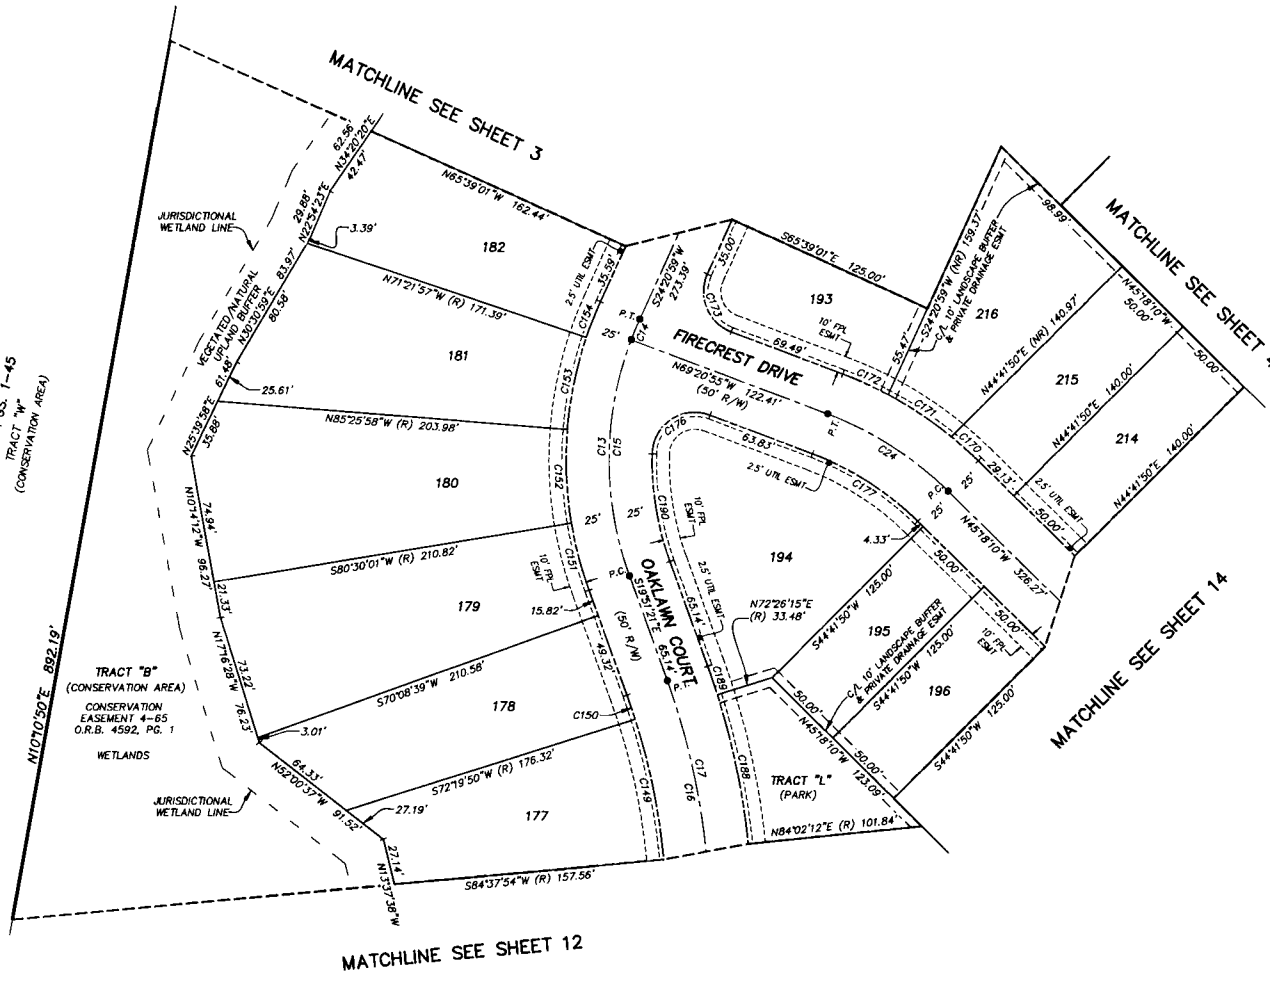 MATCHLINE SEE SHEET 3
PGS. 1-45
TRACT "W"
(CONSERVATION AREA)
N10°10'50"E 892.19'
JURISDICTIONAL
WETLAND LINE
VEGETATED/NATURAL
UPLAND BUFFER
62.56'
N34°20'20"E
42.47'
29.88'
N22°54'23"E
3.39'
83.97'
N30°30'59"E
80.58'
61.48'
25.61'
N25°39'58"E
35.88'
N65°39'01"W 162.44'
182
2.5' UTIL ESMT
35.59'
N71°21'57"W (R) 171.39'
C154
181
C153
N85°25'58"W (R) 203.98'
180
C152
74.94'
N10°14'12"W 96.27'
21.33'
S80°30'01"W (R) 210.82'
C151
10' FPL
ESMT
179
15.82'
73.22'
N17°16'28"W 76.23'
3.01'
S70°08'39"W 210.58'
49.32'
178
C150
64.33'
N52°00'37"W
91.52'
27.19'
S72°19'50"W (R) 176.32'
177
C149
27.14'
N13°37'38"W
S84°37'54"W (R) 157.56'
TRACT "B"
(CONSERVATION AREA)
CONSERVATION
EASEMENT 4-65
O.R.B. 4592, PG. 1
WETLANDS
JURISDICTIONAL
WETLAND LINE
MATCHLINE SEE SHEET 12
S24°20'59"W
273.39'
P.T.
C14
25'
C13
C15
25'
25'
P.C.
OAKLAWN COURT
S19°51'21"E 65.14'
(50' R/W)
P.T.
C17
C16
35.00'
C173
S65°39'01"E 125.00'
193
10' FPL
ESMT
69.49'
FIRECREST DRIVE
N69°20'55"W 122.41'
(50' R/W)
P.T.
C24
P.C.
25'
25'
N45°18'10"W 326.27'
C172
55.47'
S24°20'59"W (NR) 159.37'
C/L 10' LANDSCAPE BUFFER
& PRIVATE DRAINAGE ESMT
216
98.99'
MATCHLINE SEE SHEET 4
C171
N44°41'50"E (NR) 140.97'
N45°18'10"W
50.00'
215
C170
N44°41'50"E 140.00'
29.13'
50.00'
214
N44°41'50"E 140.00'
2.5' UTIL ESMT
50.00'
C176
63.83'
2.5' UTIL ESMT
C177
C190
10' FPL
ESMT
2.5' UTIL ESMT
65.14'
194
4.33'
50.00'
S44°41'50"W 125.00'
N72°26'15"E
(R) 33.48'
195
C/L 10' LANDSCAPE BUFFER
& PRIVATE DRAINAGE ESMT
S44°41'50"W 125.00'
50.00'
10' FPL
ESMT
196
S44°41'50"W 125.00'
C189
50.00'
N45°18'10"W 123.09'
50.00'
C188
TRACT "L"
(PARK)
N84°02'12"E (R) 101.84'
MATCHLINE SEE SHEET 14